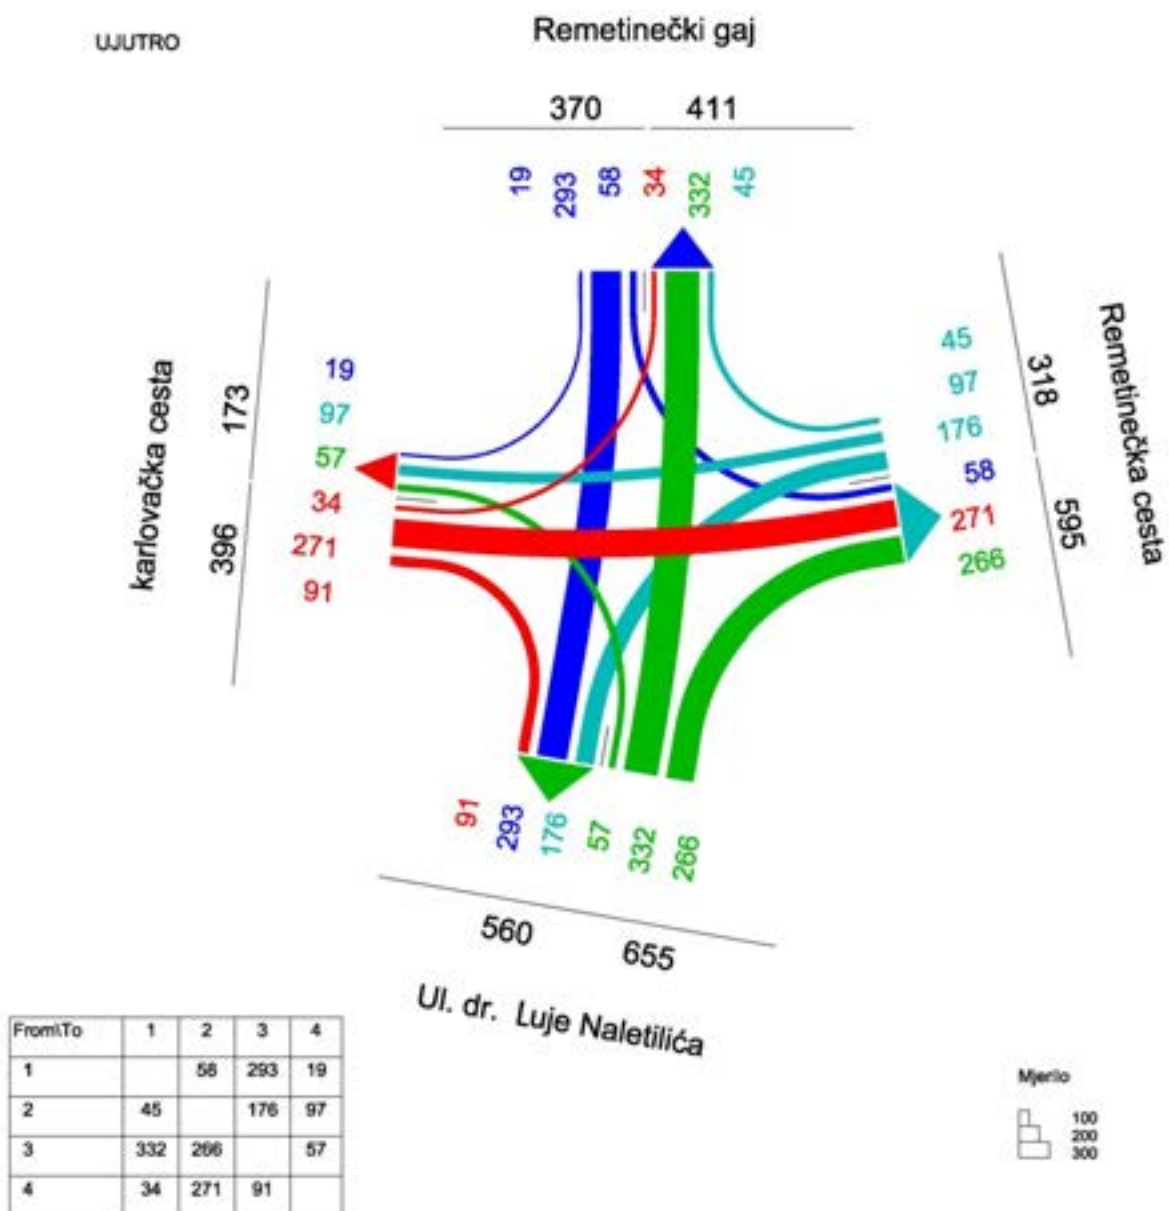 UJUTRO
Remetinečki gaj
370 411
19 293 58 34 332 45
karlovačka cesta
173
396
19
97
57
34
271
91
Remetinečka cesta
318
595
45
97
176
58
271
266
91 293 176 57 332 266
560 655
Ul. dr. Luje Naletilića
From\To 1 2 3 4
1 58 293 19
2 45 176 97
3 332 266 57
4 34 271 91
Mjerilo
100
200
300